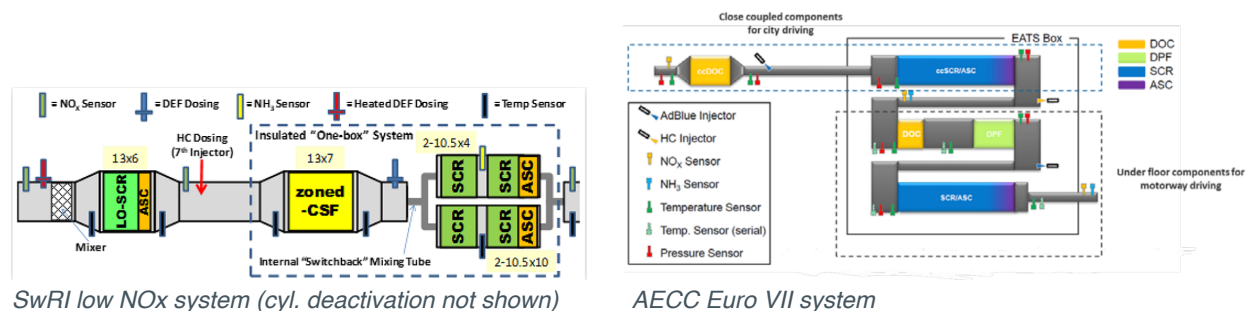 = NOX Sensor
= DEF Dosing
= NH3 Sensor
= Heated DEF Dosing
= Temp Sensor
HC Dosing
(7th Injector)
Insulated "One-box" System
2-10.5x4
13x6
13x7
LO-SCR
ASC
zoned
-CSF
SCR
SCR
ASC
SCR
SCR
ASC
Mixer
Internal "Switchback" Mixing Tube
2-10.5x10
SwRI low NOx system (cyl. deactivation not shown)
Close coupled components
for city driving
EATS Box
DOC
DPF
SCR
ASC
ccDOC
ccSCR/ASC
AdBlue Injector
HC Injector
NOX Sensor
NH3 Sensor
Temperature Sensor
Temp. Sensor (serial)
Pressure Sensor
DOC
DPF
Under floor components for
motorway driving
SCR/ASC
AECC Euro VII system